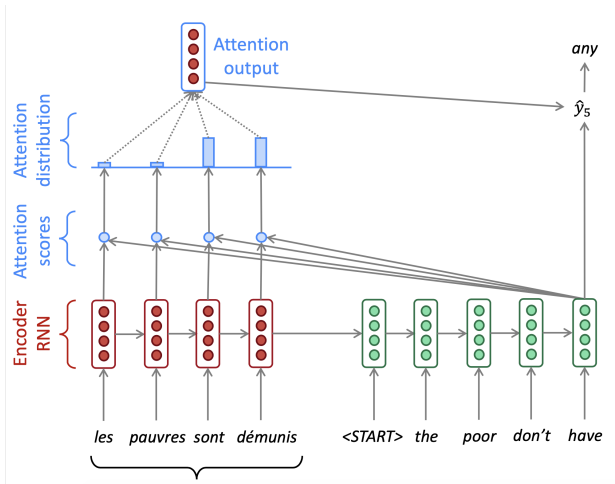 Attention
output
any
ŷ5
Attention
distribution
Attention
scores
Encoder
RNN
les pauvres sont démunis <START> the poor don't have